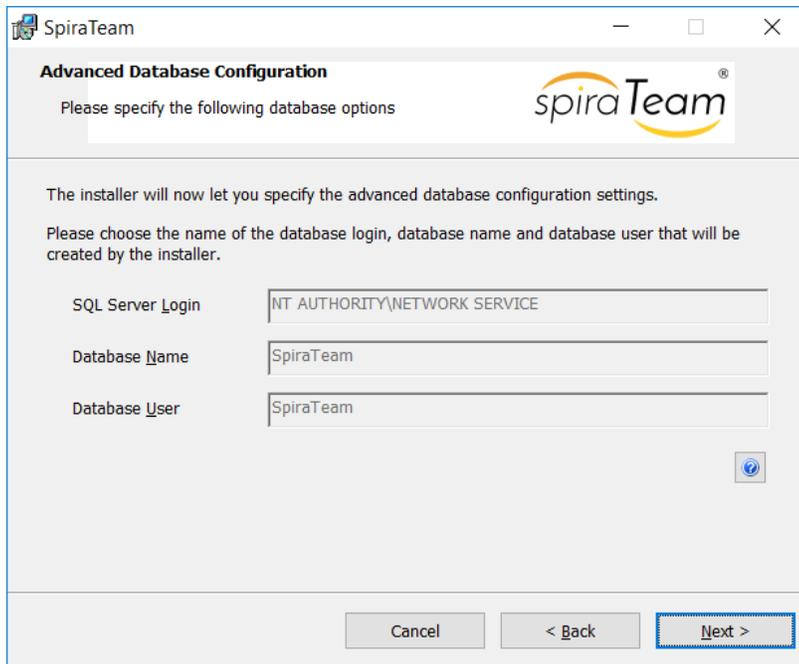 SpiraTeam
Advanced Database Configuration
Please specify the following database options
spiraTeam®
The installer will now let you specify the advanced database configuration settings.
Please choose the name of the database login, database name and database user that will be
created by the installer.
SQL Server Login
NT AUTHORITY\NETWORK SERVICE
Database Name
SpiraTeam
Database User
SpiraTeam
?
Cancel
< Back
Next >